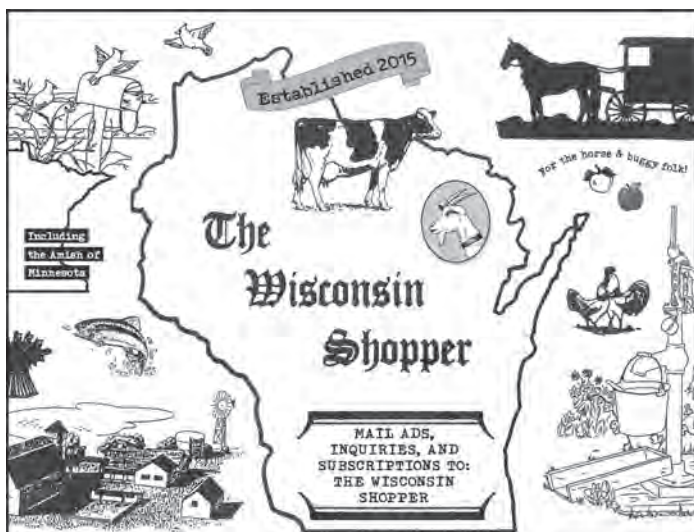 Established 2015
For the horse & buggy folk!
Including
the Amish of
Minnesota
The
Wisconsin
Shopper
MAIL ADS,
INQUIRIES, AND
SUBSCRIPTIONS TO:
THE WISCONSIN
SHOPPER